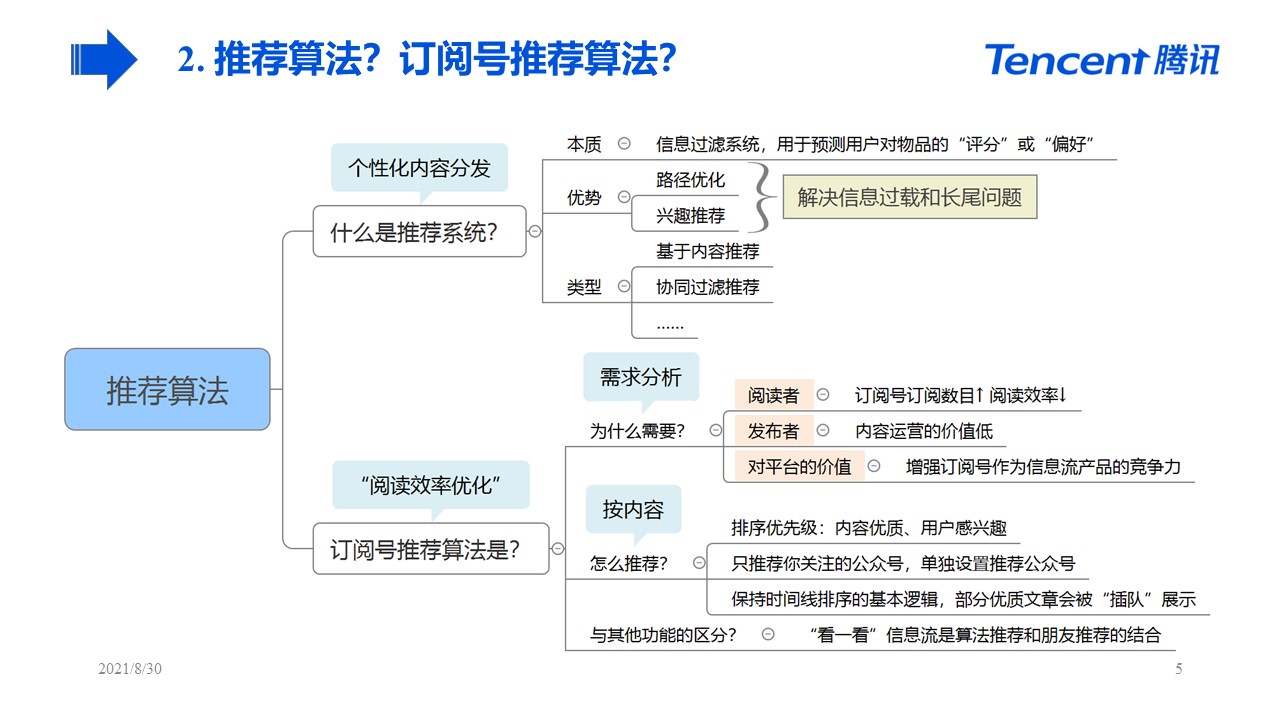 2. 推荐算法？订阅号推荐算法？
Tencent 腾讯
个性化内容分发
什么是推荐系统？
本质
信息过滤系统，用于预测用户对物品的“评分”或“偏好”
优势
路径优化
兴趣推荐
解决信息过载和长尾问题
类型
基于内容推荐
协同过滤推荐
......
推荐算法
“阅读效率优化”
订阅号推荐算法是？
需求分析
为什么需要？
阅读者
订阅号订阅数目↑ 阅读效率↓
发布者
内容运营的价值低
对平台的价值
增强订阅号作为信息流产品的竞争力
按内容
怎么推荐？
排序优先级：内容优质、用户感兴趣
只推荐你关注的公众号，单独设置推荐公众号
保持时间线排序的基本逻辑，部分优质文章会被“插队”展示
与其他功能的区分？
“看一看”信息流是算法推荐和朋友推荐的结合
2021/8/30
5